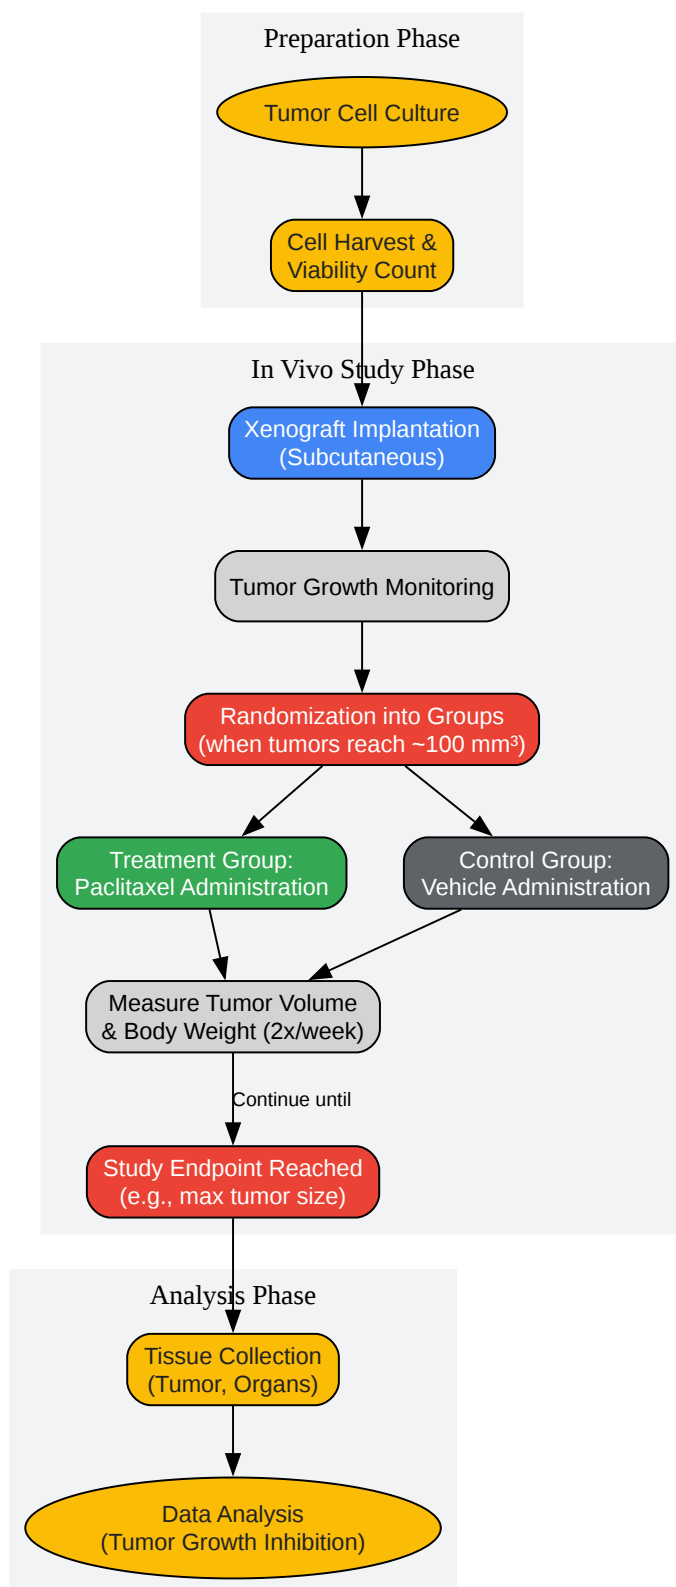 Preparation Phase
Tumor Cell Culture
Cell Harvest &
Viability Count
In Vivo Study Phase
Xenograft Implantation
(Subcutaneous)
Tumor Growth Monitoring
Randomization into Groups
(when tumors reach ~100 mm³)
Treatment Group:
Paclitaxel Administration
Control Group:
Vehicle Administration
Measure Tumor Volume
& Body Weight (2x/week)
Continue until
Study Endpoint Reached
(e.g., max tumor size)
Analysis Phase
Tissue Collection
(Tumor, Organs)
Data Analysis
(Tumor Growth Inhibition)